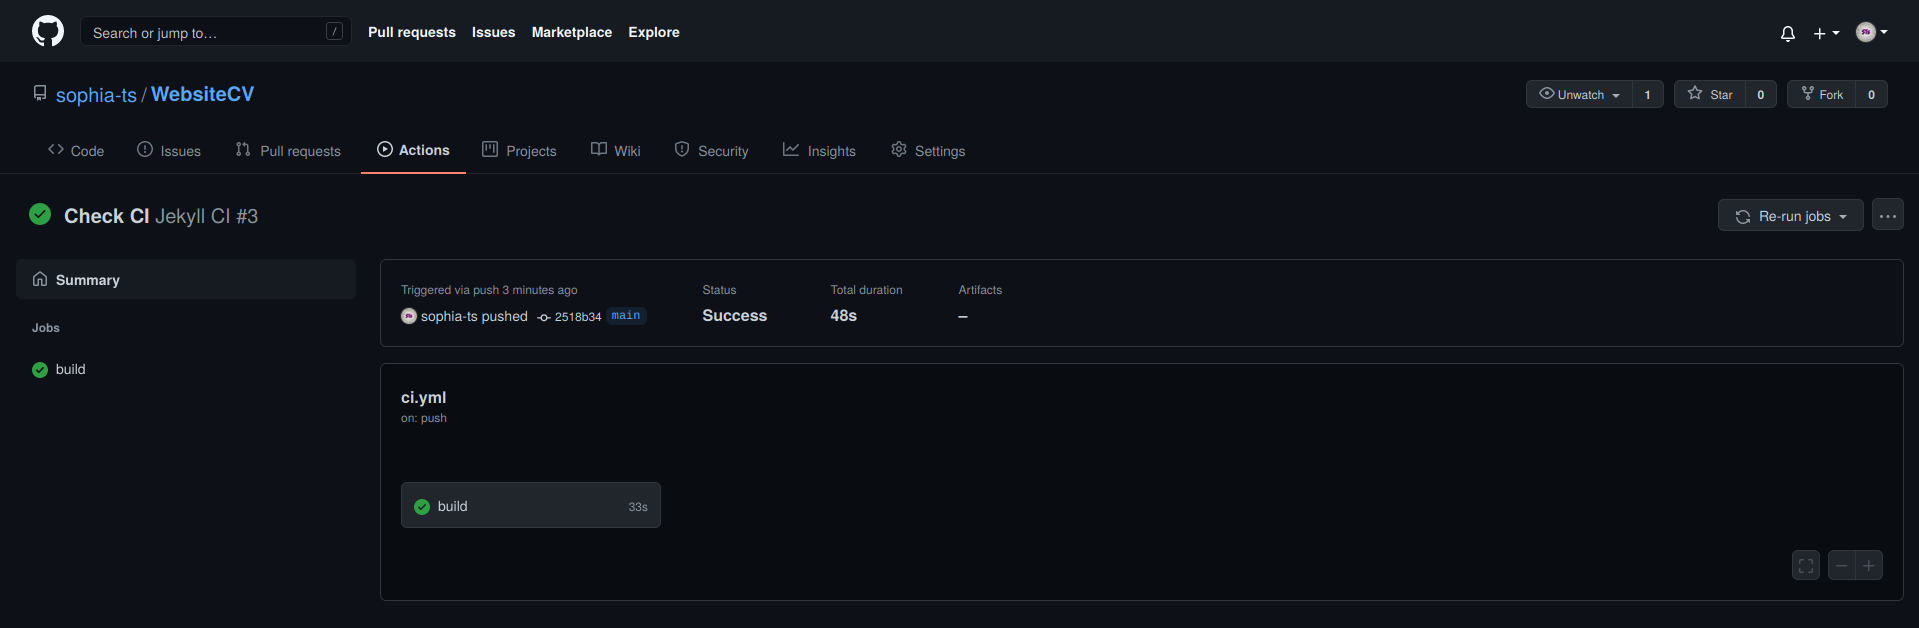 Search or jump to… /
Pull requests Issues Marketplace Explore
sophia-ts / WebsiteCV
Unwatch 1 Star 0 Fork 0
Code Issues Pull requests Actions Projects Wiki Security Insights Settings
Check CI Jekyll CI #3
Re-run jobs ...
Summary
Jobs
build
Triggered via push 3 minutes ago
sophia-ts pushed 2518b34 main
Status
Success
Total duration
48s
Artifacts
–
ci.yml
on: push
build 33s